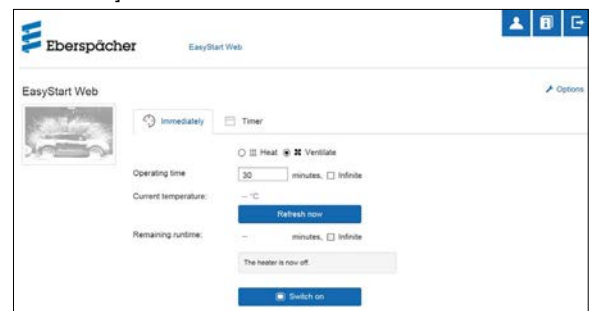 Eberspächer
EasyStart Web
EasyStart Web
Options
Immediately
Timer
Heat Ventilate
Operating time 30 minutes, Infinite
Current temperature: -- °C
Refresh now
Remaining runtime: -- minutes, Infinite
The heater is now off.
Switch on